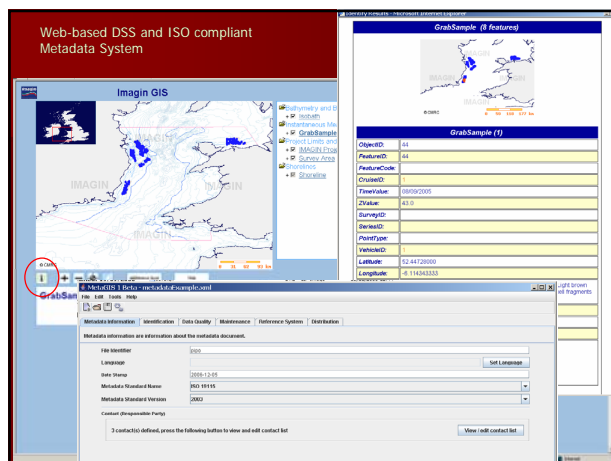 Web-based DSS and ISO compliant
Metadata System
Imagin GIS
IMAGIN
IMAGIN
© CMRC
Bathymetry and B
Isobath
Instantaneous Mea
GrabSample
Project Limits and
IMAGIN Proj
Survey Area
Shorelines
Shoreline
GrabSam
Identify Results - Microsoft Internet Explorer
GrabSample (8 features)
IMAGIN
© CMRC
GrabSample (1)
ObjectID: 44
FeatureID: 44
FeatureCode:
CruiseID: 1
TimeValue: 08/09/2005
ZValue: 43.0
SurveyID:
SeriesID:
PointType:
VehicleID: 1
Latitude: 52.44728000
Longitude: -6.114343333
Light brown
ell fragments
MetaGIS 1 Beta - metadataExample.xml
File Edit Tools Help
Metadata Information Identification Data Quality Maintenance Reference System Distribution
Metadata information are information about the metadata document.
File Identifier
Language Set Language
Date Stamp 2006-12-05
Metadata Standard Name ISO 19115
Metadata Standard Version 2003
Contact (Responsible Party)
3 contact(s) defined, press the following button to view and edit contact list View / edit contact list
Internet